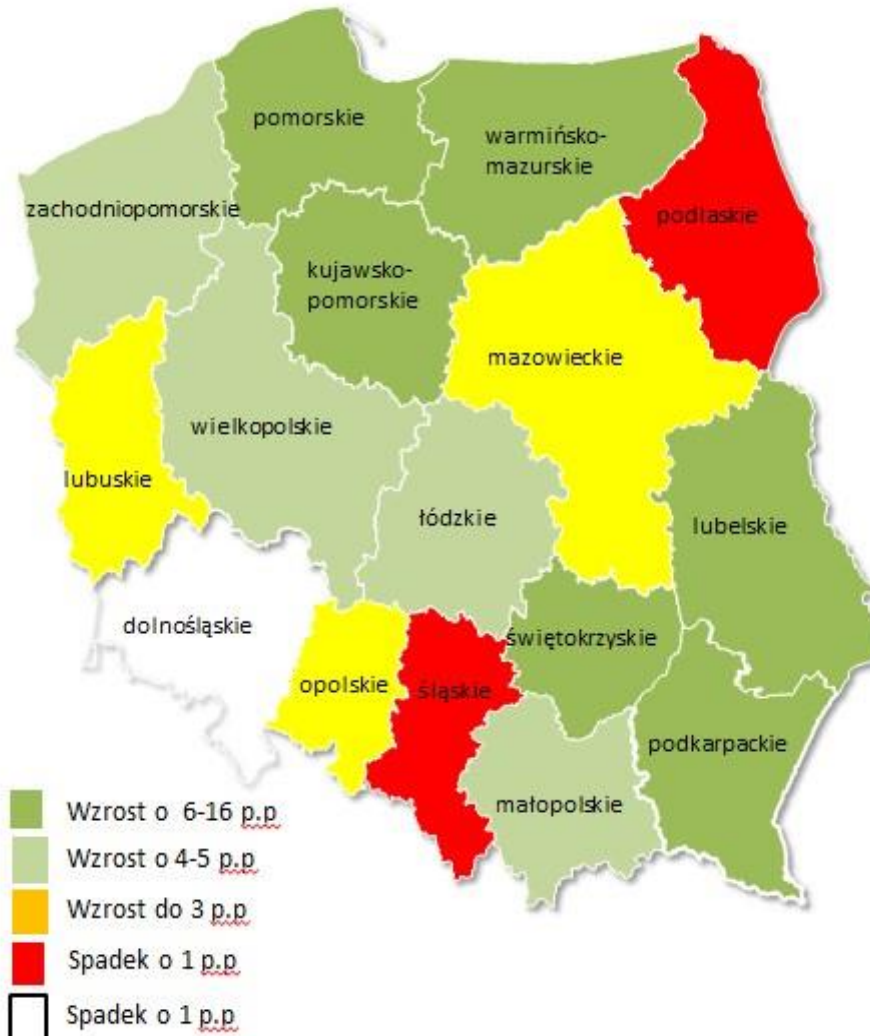 pomorskie
warmińsko-
mazurskie
zachodniopomorskie
podlaskie
kujawsko-
pomorskie
mazowieckie
wielkopolskie
lubuskie
łódzkie
lubelskie
dolnośląskie
świętokrzyskie
opolskie
śląskie
podkarpackie
małopolskie
Wzrost o 6-16 p.p
Wzrost o 4-5 p.p
Wzrost do 3 p.p
Spadek o 1 p.p
Spadek o 1 p.p